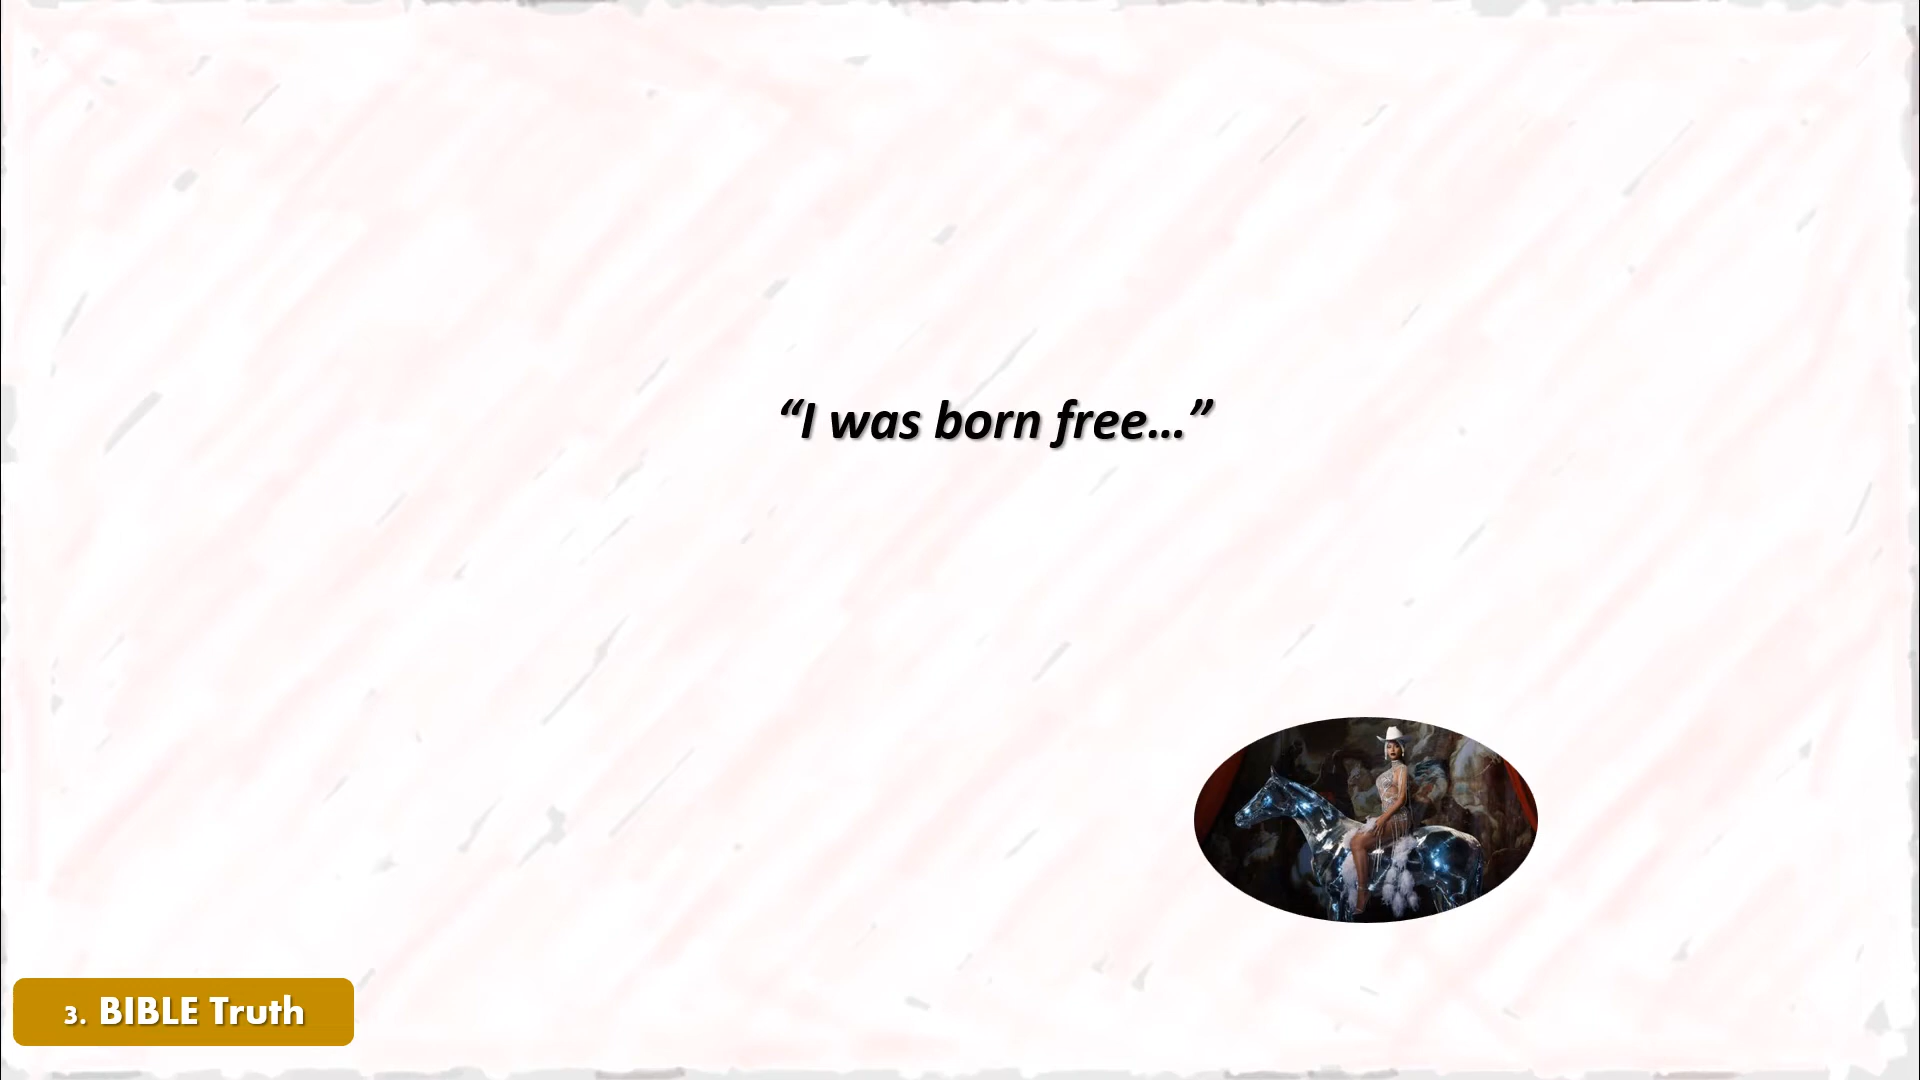 “I was born free…”
3. BIBLE Truth